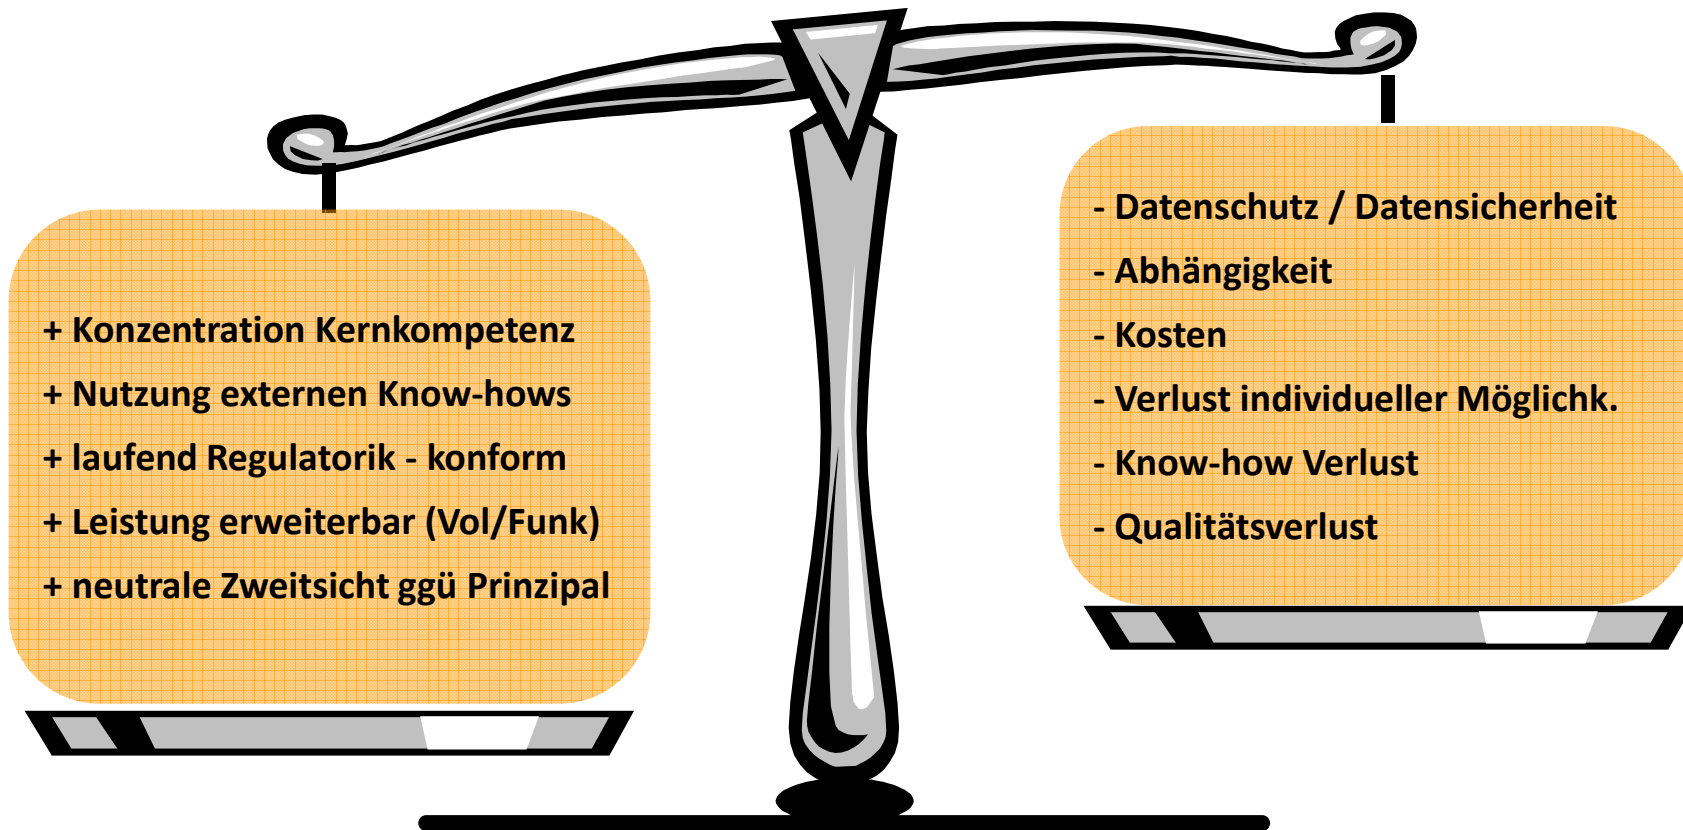 + Konzentration Kernkompetenz
+ Nutzung externen Know-hows
+ laufend Regulatorik - konform
+ Leistung erweiterbar (Vol/Funk)
+ neutrale Zweitsicht ggü Prinzipal
- Datenschutz / Datensicherheit
- Abhängigkeit
- Kosten
- Verlust individueller Möglichk.
- Know-how Verlust
- Qualitätsverlust